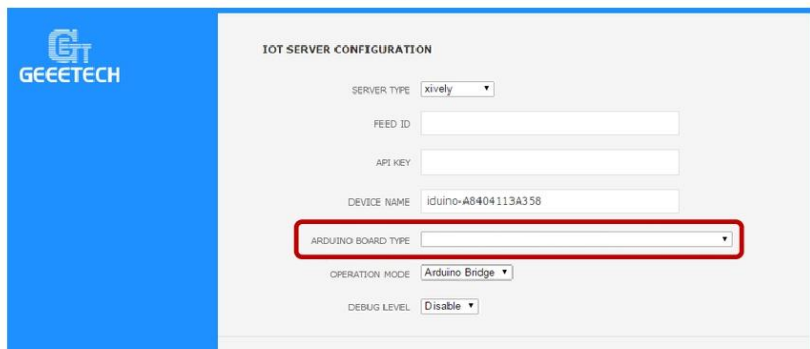 GEEETECH
IOT SERVER CONFIGURATION
SERVER TYPE xively
FEED ID
API KEY
DEVICE NAME iduino-A8404113A358
ARDUINO BOARD TYPE
OPERATION MODE Arduino Bridge
DEBUG LEVEL Disable